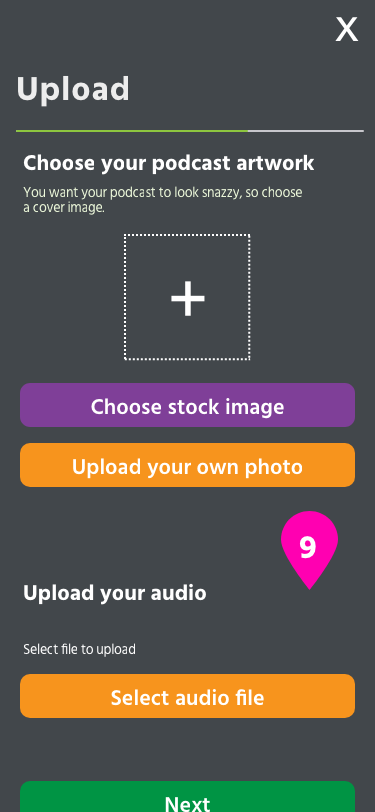 X
Upload
Choose your podcast artwork
You want your podcast to look snazzy, so choose
a cover image.
+
Choose stock image
Upload your own photo
9
Upload your audio
Select file to upload
Select audio file
Next